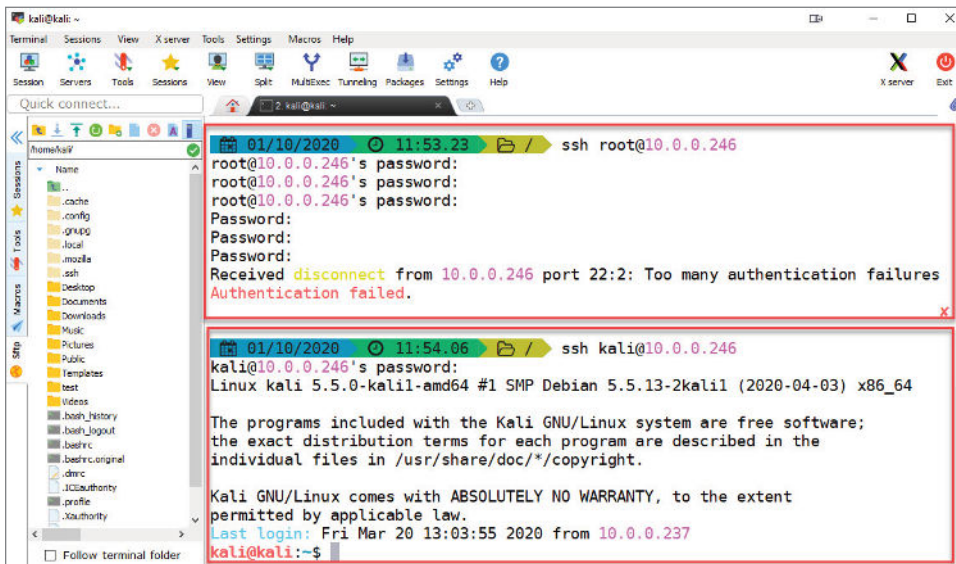 kali@kali: ~
Terminal Sessions View X server Tools Settings Macros Help
Session Servers Tools Sessions View Split MultiExec Tunneling Packages Settings Help X server Exit
Quick connect...
2. kali@kali: ~
/home/kali/
Name
..
.cache
.config
.gnupg
.local
.mozilla
.ssh
Desktop
Documents
Downloads
Music
Pictures
Public
Templates
test
Videos
.bash_history
.bash_logout
.bashrc
.bashrc.original
.dmrc
.ICEauthority
.profile
.Xauthority
Follow terminal folder
Sessions
Tools
Macros
Sftp
01/10/2020 11:53.23 / ssh root@10.0.0.246
root@10.0.0.246's password:
root@10.0.0.246's password:
root@10.0.0.246's password:
Password:
Password:
Password:
Received disconnect from 10.0.0.246 port 22:2: Too many authentication failures
Authentication failed.
01/10/2020 11:54.06 / ssh kali@10.0.0.246
kali@10.0.0.246's password:
Linux kali 5.5.0-kali1-amd64 #1 SMP Debian 5.5.13-2kali1 (2020-04-03) x86_64
The programs included with the Kali GNU/Linux system are free software;
the exact distribution terms for each program are described in the
individual files in /usr/share/doc/*/copyright.
Kali GNU/Linux comes with ABSOLUTELY NO WARRANTY, to the extent
permitted by applicable law.
Last login: Fri Mar 20 13:03:55 2020 from 10.0.0.237
kali@kali:~$